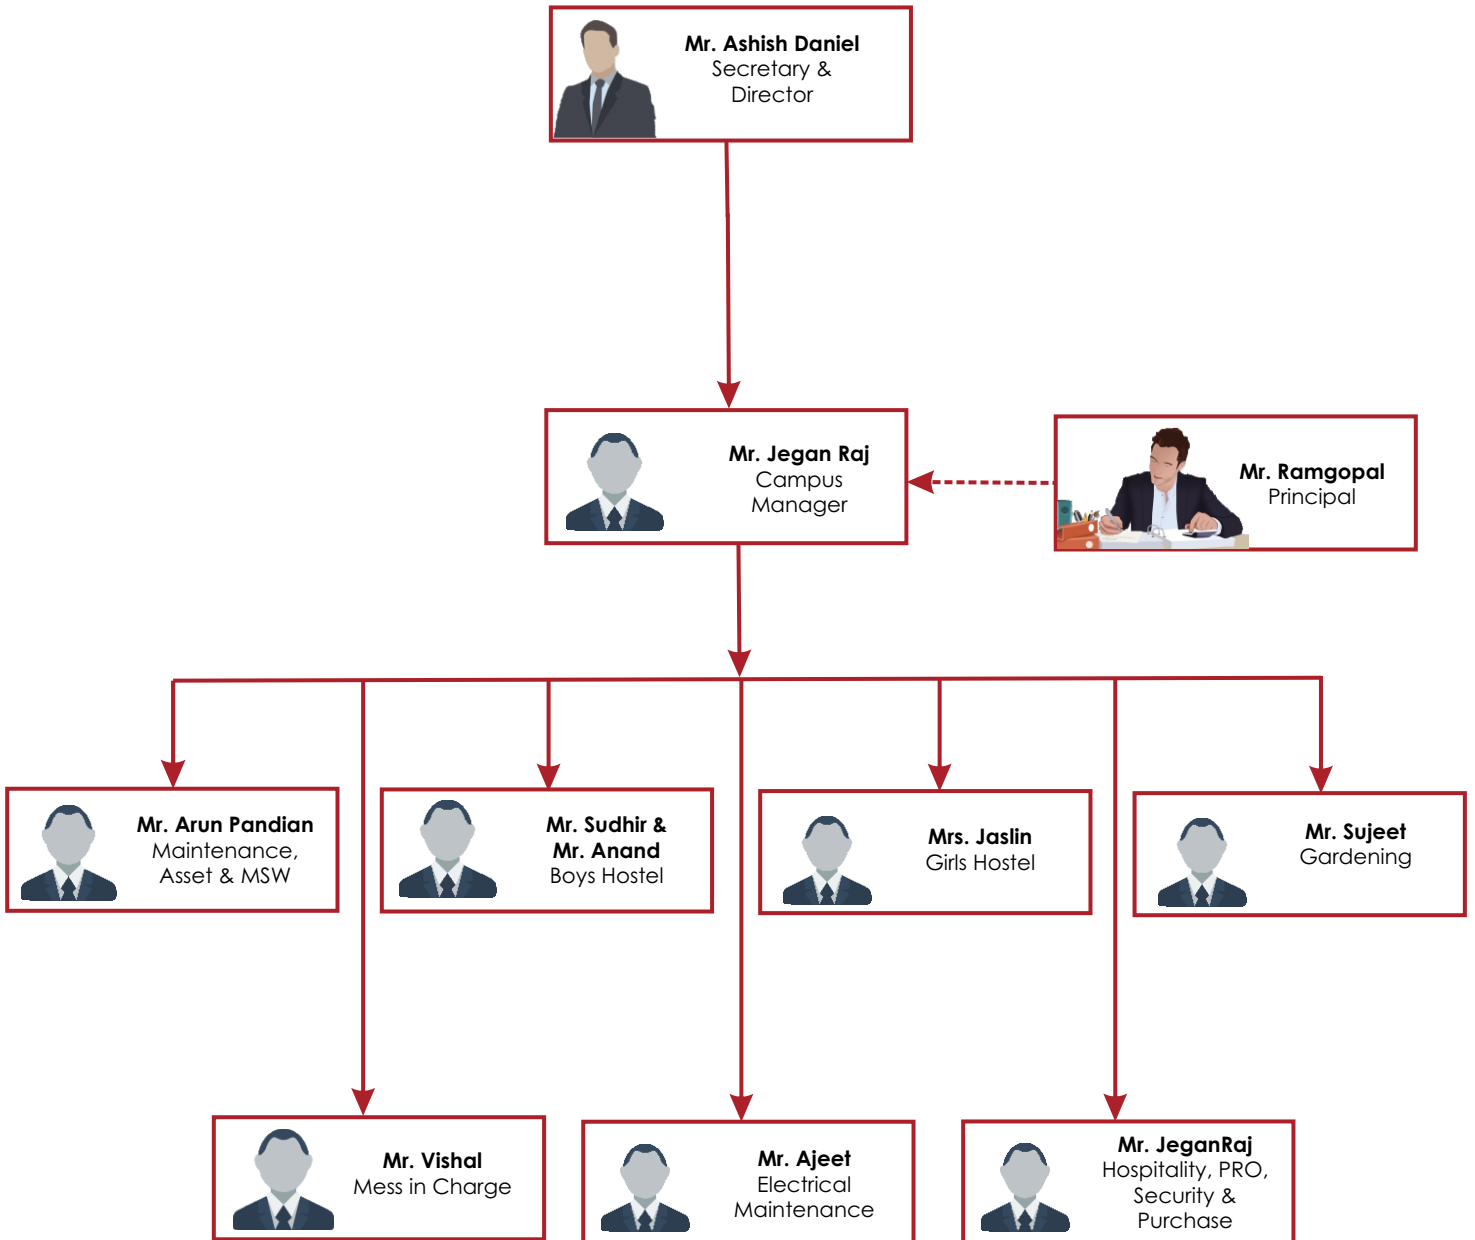 Mr. Ashish Daniel
Secretary &
Director
Mr. Jegan Raj
Campus
Manager
Mr. Ramgopal
Principal
Mr. Arun Pandian
Maintenance,
Asset & MSW
Mr. Sudhir &
Mr. Anand
Boys Hostel
Mrs. Jaslin
Girls Hostel
Mr. Sujeet
Gardening
Mr. Vishal
Mess in Charge
Mr. Ajeet
Electrical
Maintenance
Mr. JeganRaj
Hospitality, PRO,
Security &
Purchase